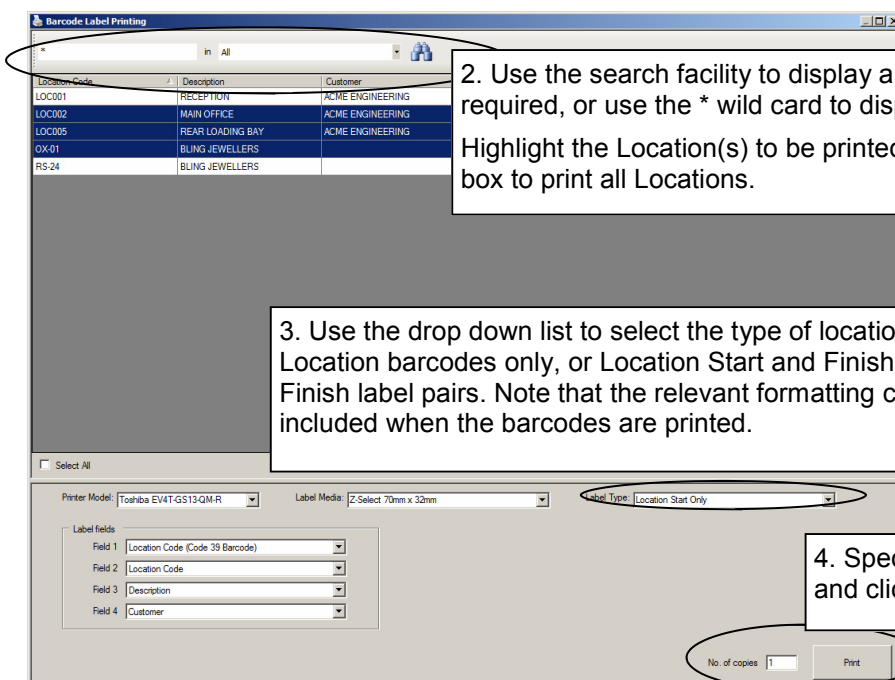 Barcode Label Printing
* in All
Location Code Description Customer
LOC001 RECEPTION ACME ENGINEERING
LOC002 MAIN OFFICE ACME ENGINEERING
LOC005 REAR LOADING BAY ACME ENGINEERING
OX-01 BLING JEWELLERS
RS-24 BLING JEWELLERS
2. Use the search facility to display a
required, or use the * wild card to
Highlight the Location(s) to be
box to print all Locations.
3. Use the drop down list to select the type of
Location barcodes only, or Location Start and Finish
Finish label pairs. Note that the relevant formatting
included when the barcodes are printed.
Select All
Printer Model: Toshiba EV4T-GS13-QM-R Label Media: Z-Select 70mm x 32mm Label Type: Location Start Only
Label fields
Field 1 Location Code (Code 39 Barcode)
Field 2 Location Code
Field 3 Description
Field 4 Customer
4.
and
No. of copies 1 Print